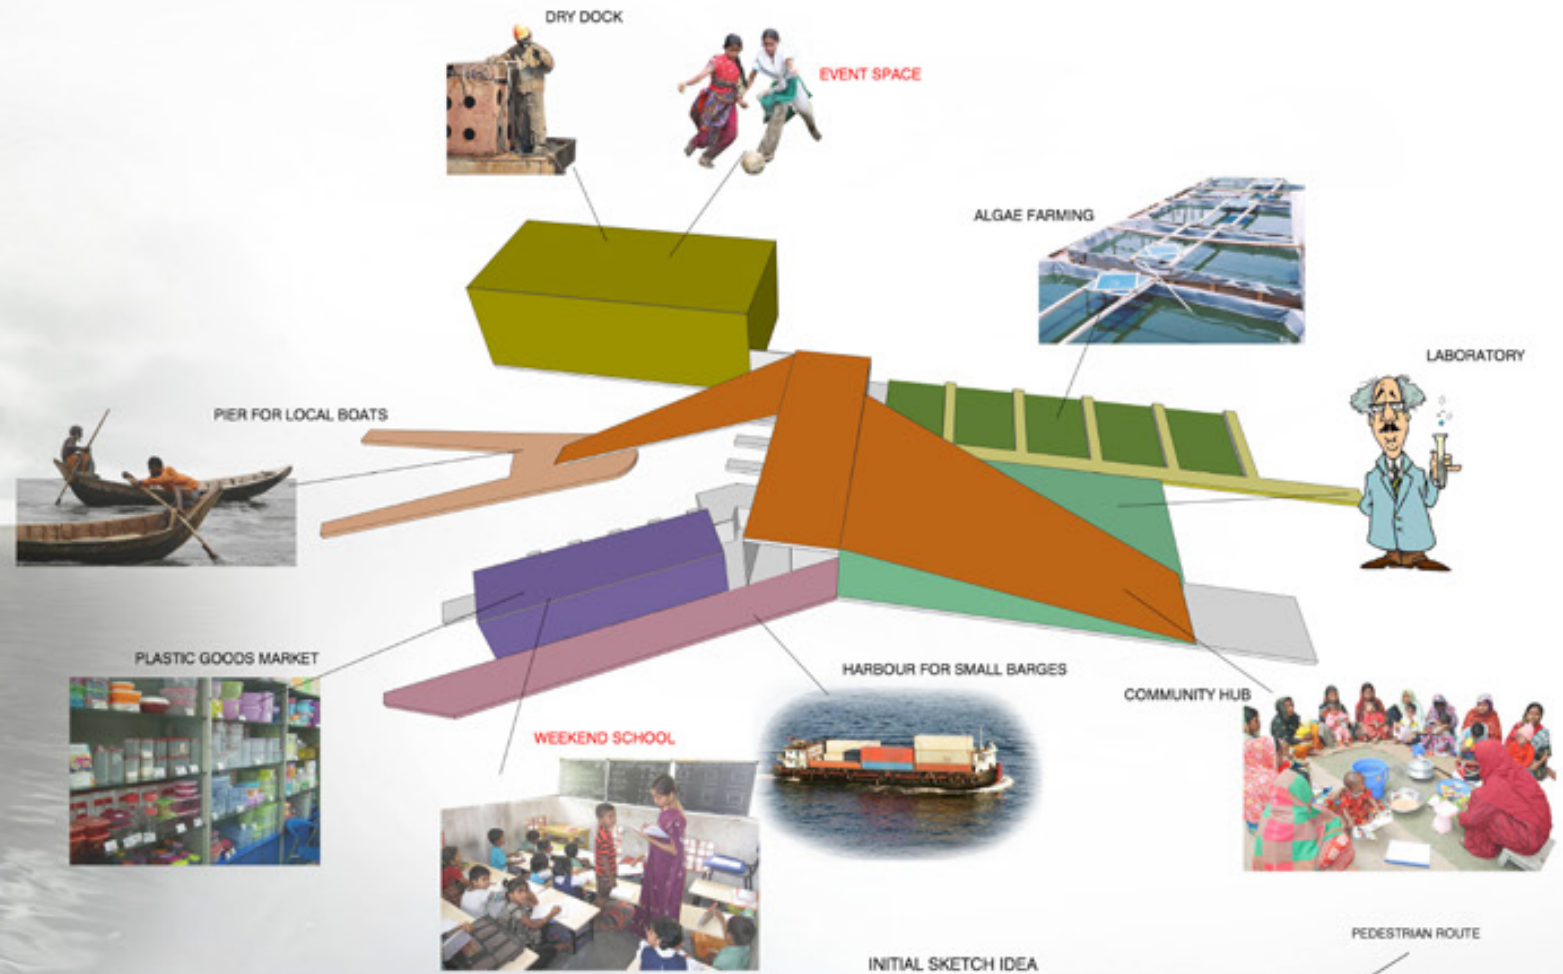 DRY DOCK
EVENT SPACE
ALGAE FARMING
LABORATORY
PIER FOR LOCAL BOATS
PLASTIC GOODS MARKET
HARBOUR FOR SMALL BARGES
COMMUNITY HUB
WEEKEND SCHOOL
PEDESTRIAN ROUTE
INITIAL SKETCH IDEA